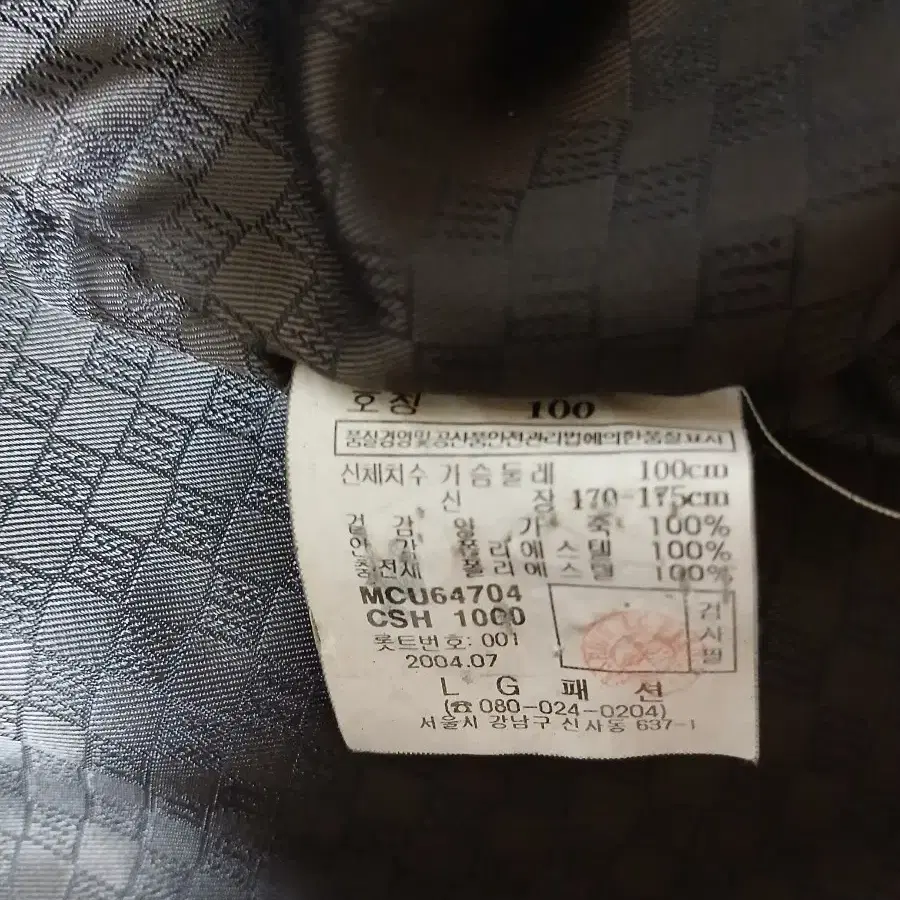 호칭 100
품질경영및공산품안전관리법에의한품질표시
신체치수 가슴둘레 100cm
신 장 170-175cm
겉 감 양 가 죽 100%
안 감 폴리에스텔 100%
충전재 폴리에스텔 100%
MCU64704
CSH 1000
검사필
롯트번호: 001
2004.07
LG패션
(☎ 080-024-0204)
서울시 강남구 신사동 637-1